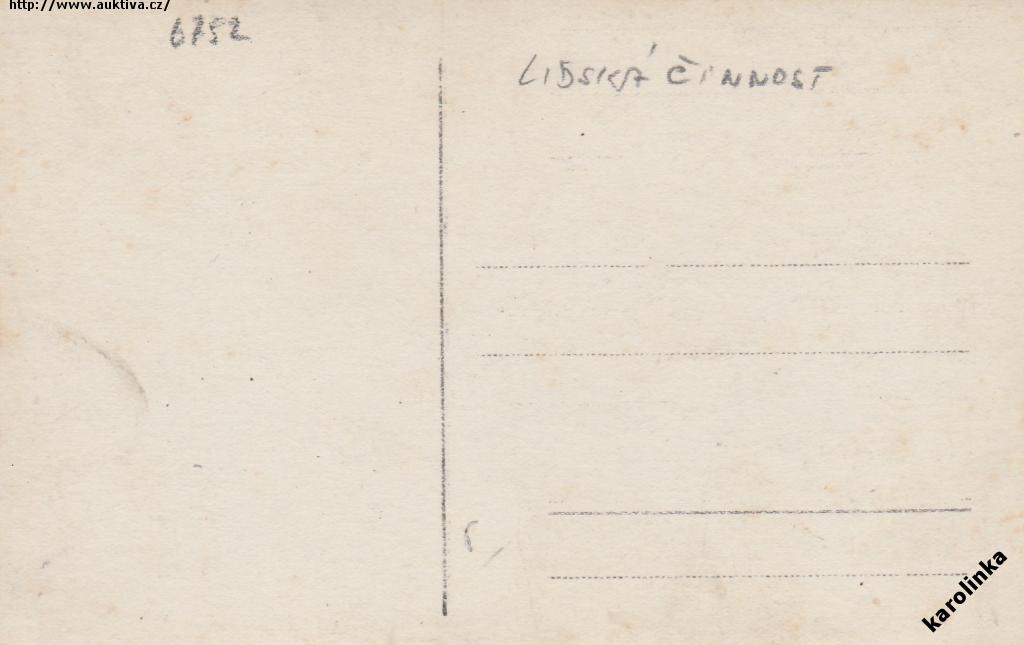 http://www.auktiva.cz/
6752
LIDSKÁ ČINNOST
karolinka